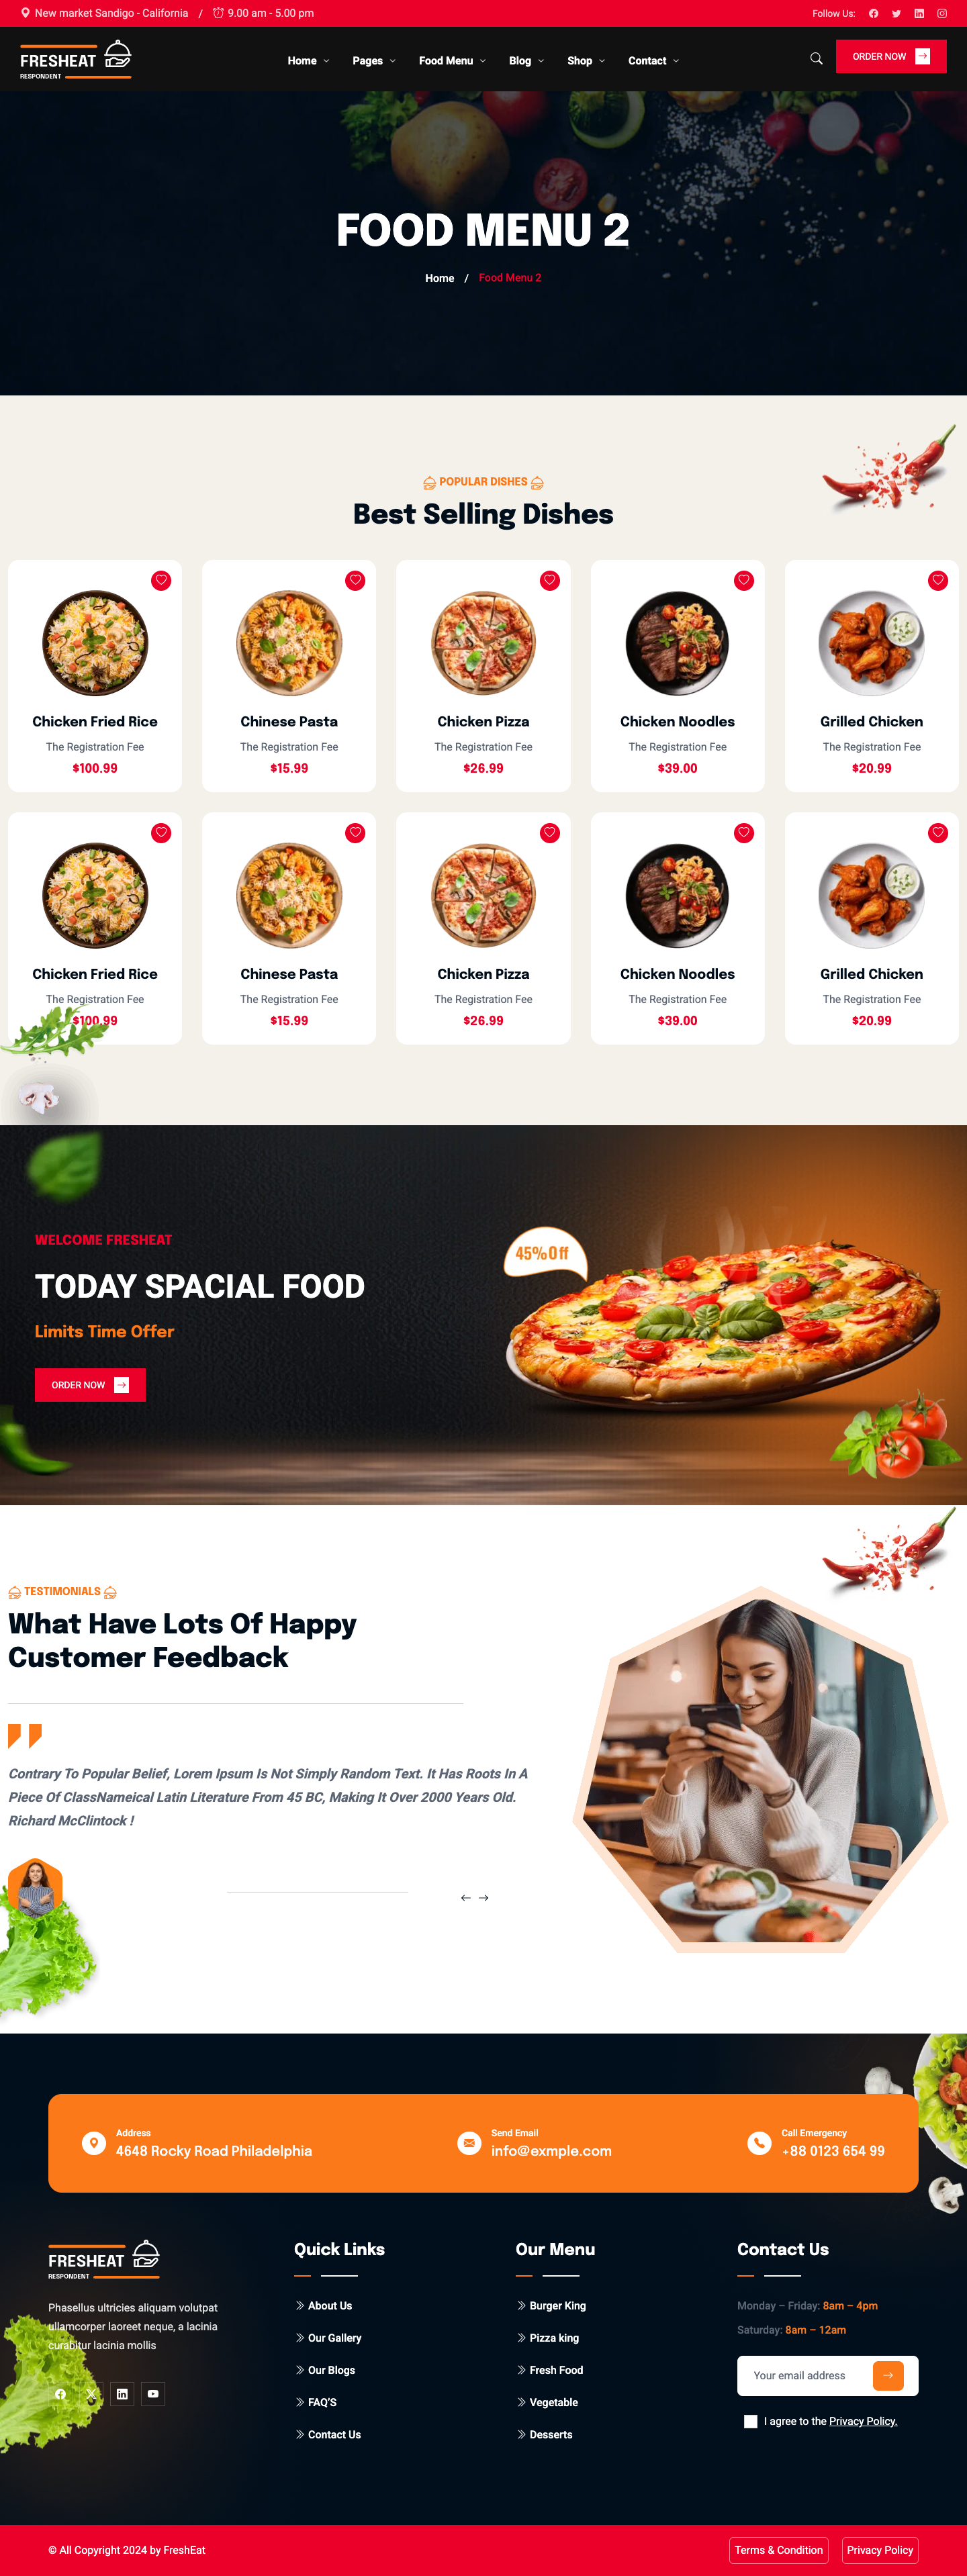 New market Sandigo - California / 9.00 am - 5.00 pm
Follow Us:
FRESHEAT
RESPONDENT
Home Pages Food Menu Blog Shop Contact
ORDER NOW
FOOD MENU 2
Home / Food Menu 2
POPULAR DISHES
Best Selling Dishes
Chicken Fried Rice
The Registration Fee
$100.99
Chinese Pasta
The Registration Fee
$15.99
Chicken Pizza
The Registration Fee
$26.99
Chicken Noodles
The Registration Fee
$39.00
Grilled Chicken
The Registration Fee
$20.99
Chicken Fried Rice
The Registration Fee
$100.99
Chinese Pasta
The Registration Fee
$15.99
Chicken Pizza
The Registration Fee
$26.99
Chicken Noodles
The Registration Fee
$39.00
Grilled Chicken
The Registration Fee
$20.99
WELCOME FRESHEAT
TODAY SPACIAL FOOD
Limits Time Offer
ORDER NOW
45%Off
TESTIMONIALS
What Have Lots Of Happy
Customer Feedback
Contrary To Popular Belief, Lorem Ipsum Is Not Simply Random Text. It Has Roots In A
Piece Of ClassNameical Latin Literature From 45 BC, Making It Over 2000 Years Old.
Richard McClintock !
Address
4648 Rocky Road Philadelphia
Send Email
info@exmple.com
Call Emergency
+88 0123 654 99
FRESHEAT
RESPONDENT
Phasellus ultricies aliquam volutpat
ullamcorper laoreet neque, a lacinia
curabitur lacinia mollis
Quick Links
About Us
Our Gallery
Our Blogs
FAQ'S
Contact Us
Our Menu
Burger King
Pizza king
Fresh Food
Vegetable
Desserts
Contact Us
Monday – Friday: 8am – 4pm
Saturday: 8am – 12am
Your email address
I agree to the Privacy Policy.
© All Copyright 2024 by FreshEat
Terms & Condition
Privacy Policy